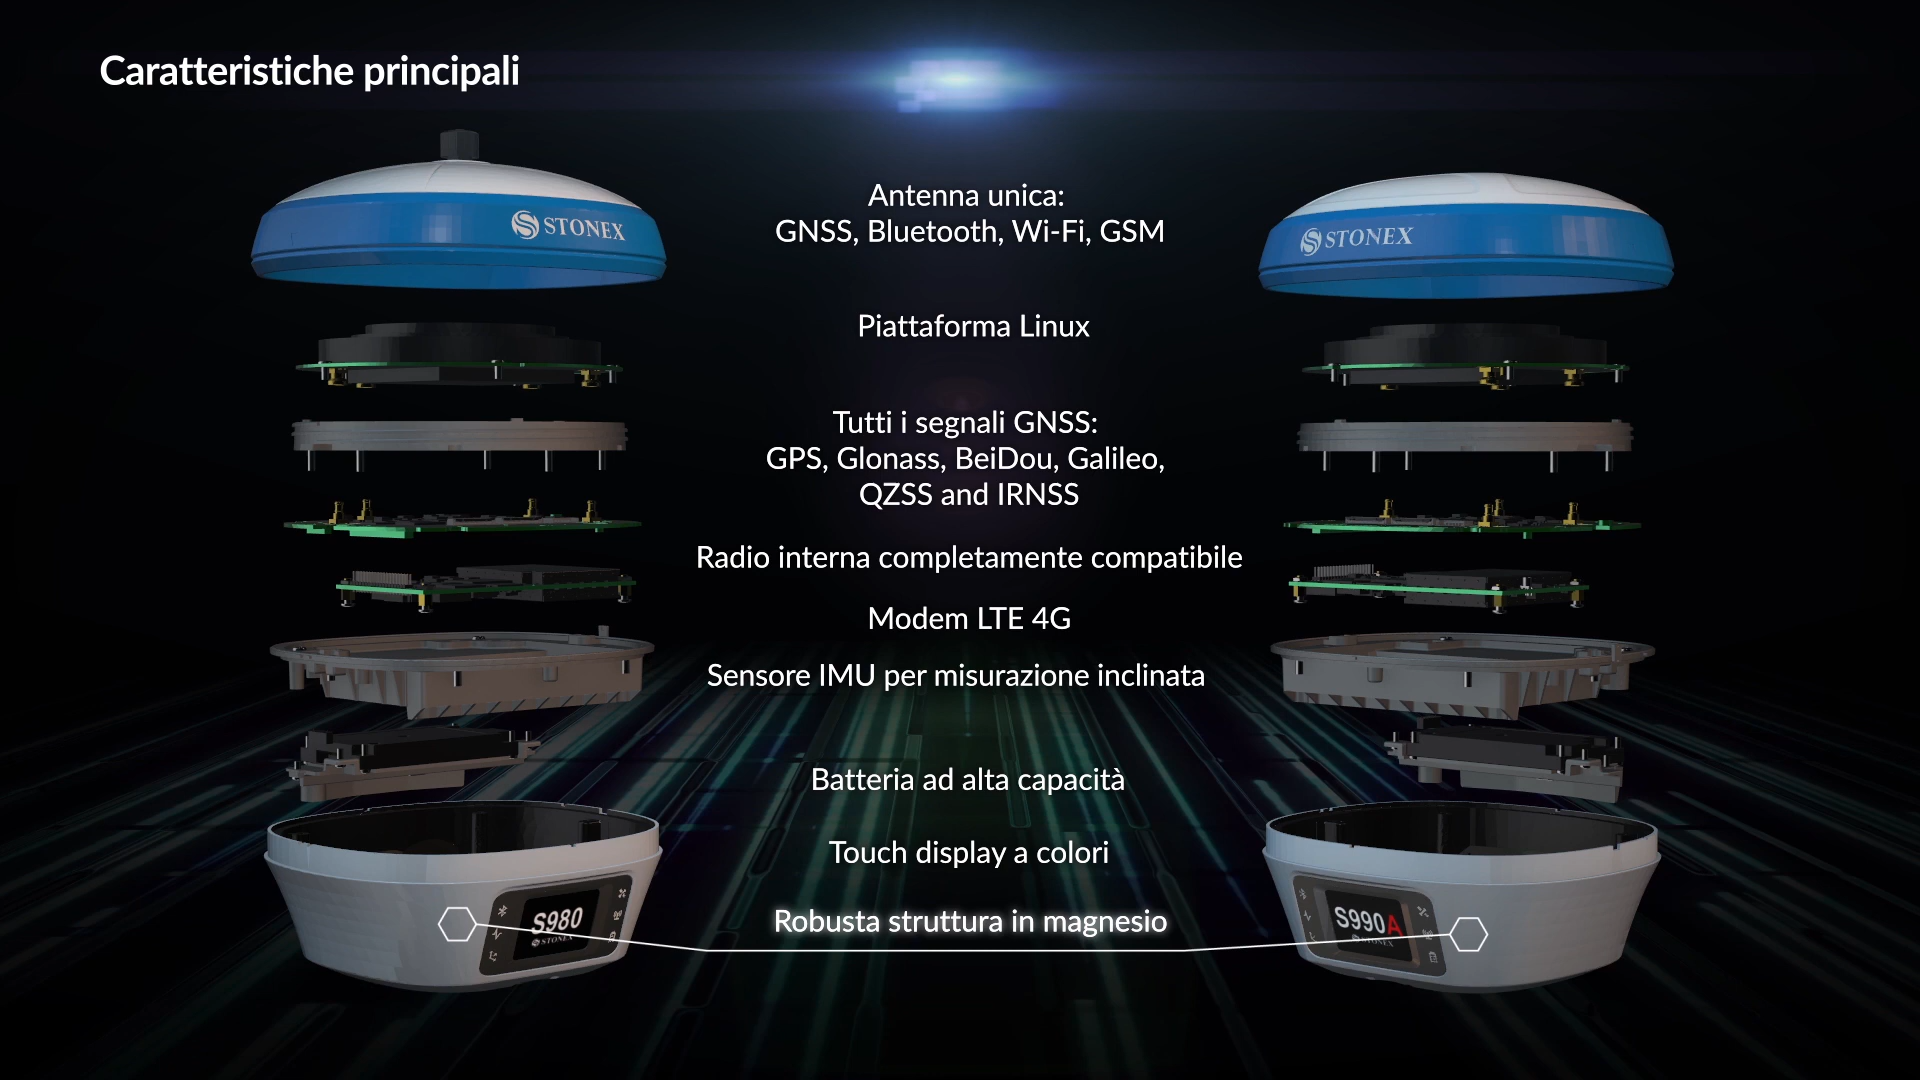 Caratteristiche principali
STONEX
STONEX
Antenna unica:
GNSS, Bluetooth, Wi-Fi, GSM
Piattaforma Linux
Tutti i segnali GNSS:
GPS, Glonass, BeiDou, Galileo,
QZSS and IRNSS
Radio interna completamente compatibile
Modem LTE 4G
Sensore IMU per misurazione inclinata
Batteria ad alta capacità
Touch display a colori
Robusta struttura in magnesio
S980
STONEX
S990A
STONEX